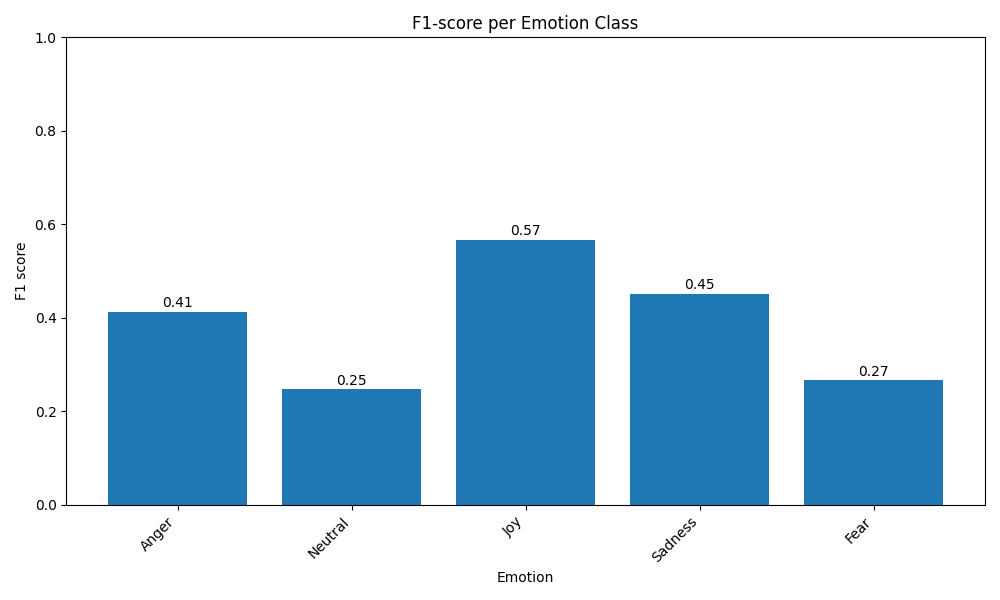 F1-score per Emotion Class
F1 score
1.0
0.8
0.6
0.4
0.2
0.0
0.41
0.25
0.57
0.45
0.27
Anger
Neutral
Joy
Sadness
Fear
Emotion